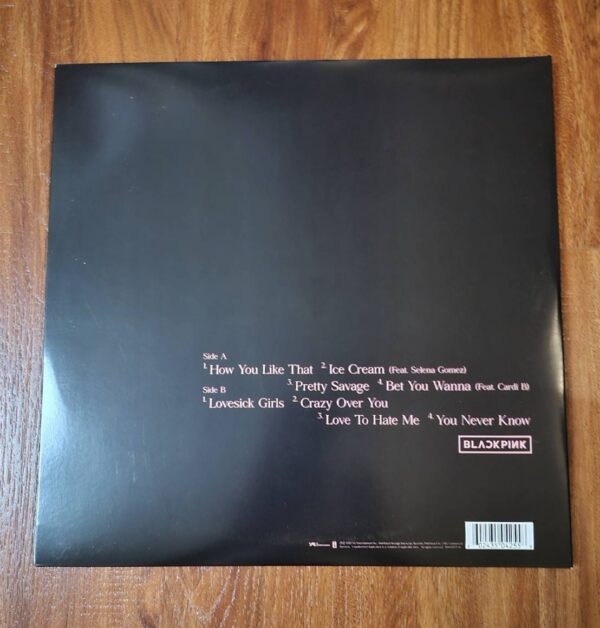 Side A
1. How You Like That 2. Ice Cream (Feat. Selena Gomez)
3. Pretty Savage 4. Bet You Wanna (Feat. Cardi B)
Side B
1. Lovesick Girls 2. Crazy Over You
3. Love To Hate Me 4. You Never Know
BLACKPINK